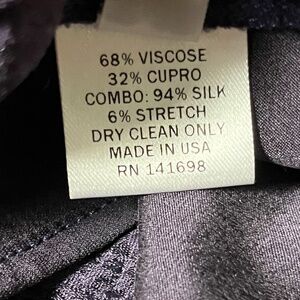 68% VISCOSE
32% CUPRO
COMBO: 94% SILK
6% STRETCH
DRY CLEAN ONLY
MADE IN USA
RN 141698